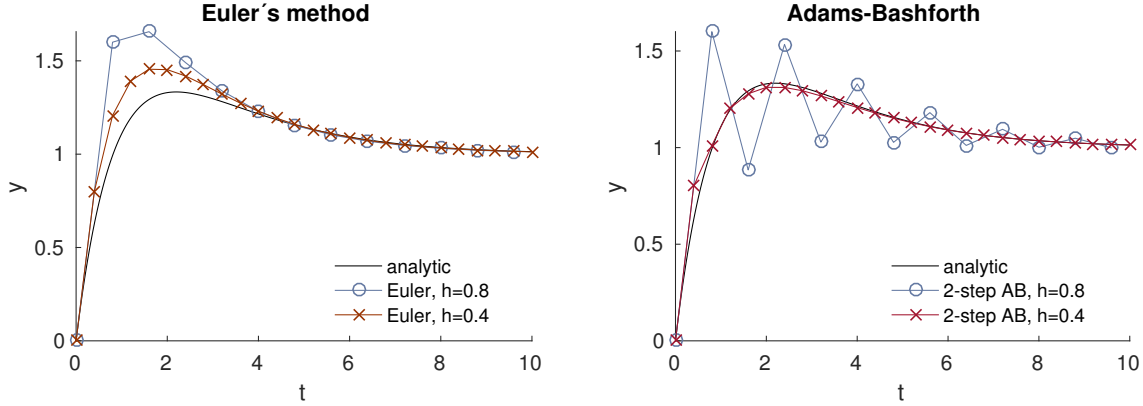 Euler´s method
y
1.5
1
0.5
0
0 2 4 6 8 10
t
analytic
Euler, h=0.8
Euler, h=0.4
Adams-Bashforth
y
1.5
1
0.5
0
0 2 4 6 8 10
t
analytic
2-step AB, h=0.8
2-step AB, h=0.4